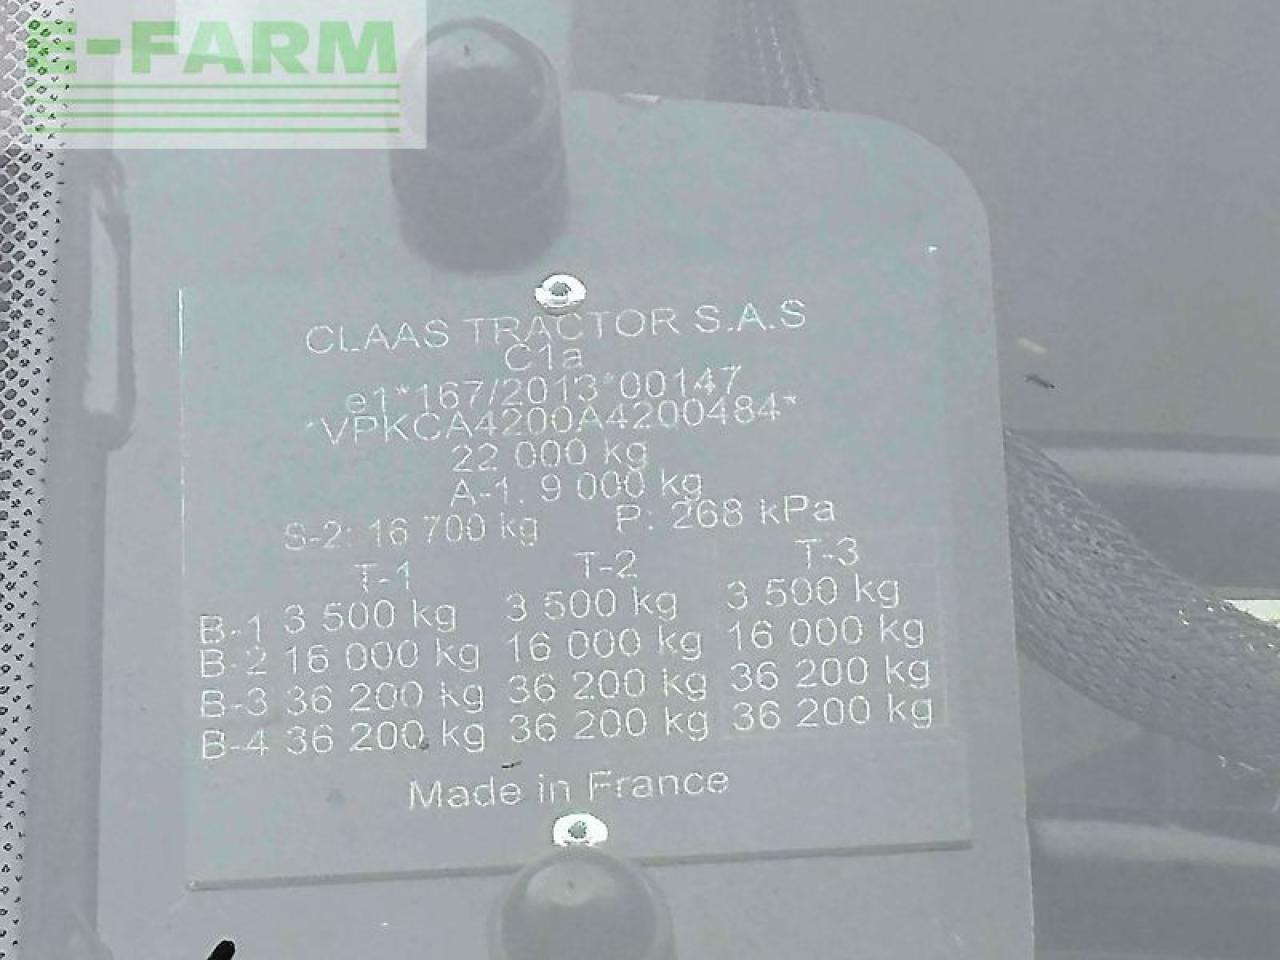 E-FARM
CLAAS TRACTOR S.A.S
C1a
e1*167/2013*00147
*VPKCA4200A4200484*
22 000 kg
A-1: 9 000 kg
S-2: 16 700 kg P: 268 kPa
T-1 T-2 T-3
B-1 3 500 kg 3 500 kg 3 500 kg
B-2 16 000 kg 16 000 kg 16 000 kg
B-3 36 200 kg 36 200 kg 36 200 kg
B-4 36 200 kg 36 200 kg 36 200 kg
Made in France